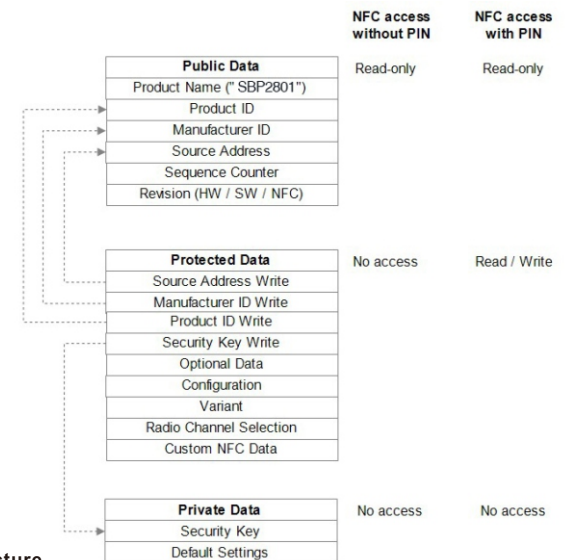 NFC access NFC access
without PIN with PIN
Public Data Read-only Read-only
Product Name (" SBP2801")
Product ID
Manufacturer ID
Source Address
Sequence Counter
Revision (HW / SW / NFC)
Protected Data No access Read / Write
Source Address Write
Manufacturer ID Write
Product ID Write
Security Key Write
Optional Data
Configuration
Variant
Radio Channel Selection
Custom NFC Data
Private Data No access No access
Security Key
Default Settings